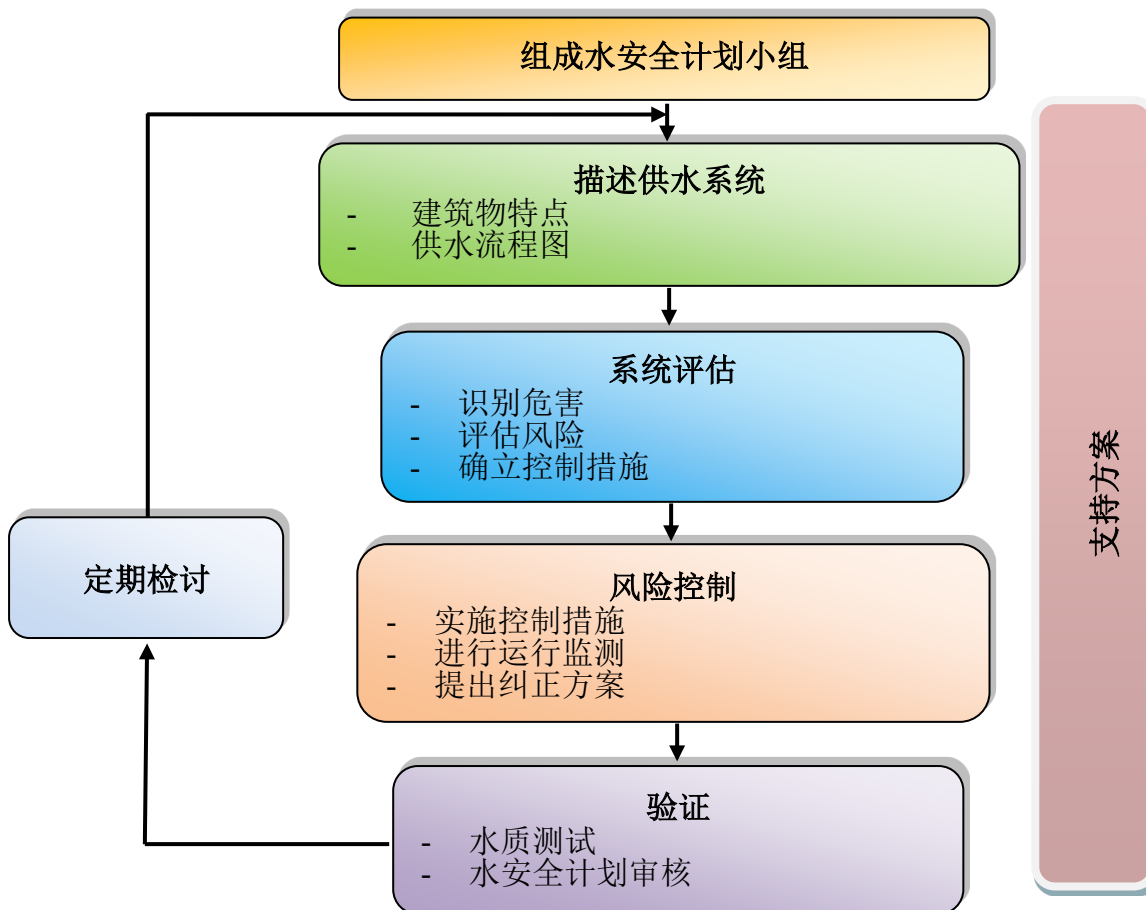 组成水安全计划小组
描述供水系统
- 建筑物特点
- 供水流程图
系统评估
- 识别危害
- 评估风险
- 确立控制措施
风险控制
- 实施控制措施
- 进行运行监测
- 提出纠正方案
验证
- 水质测试
- 水安全计划审核
定期检讨
支持方案